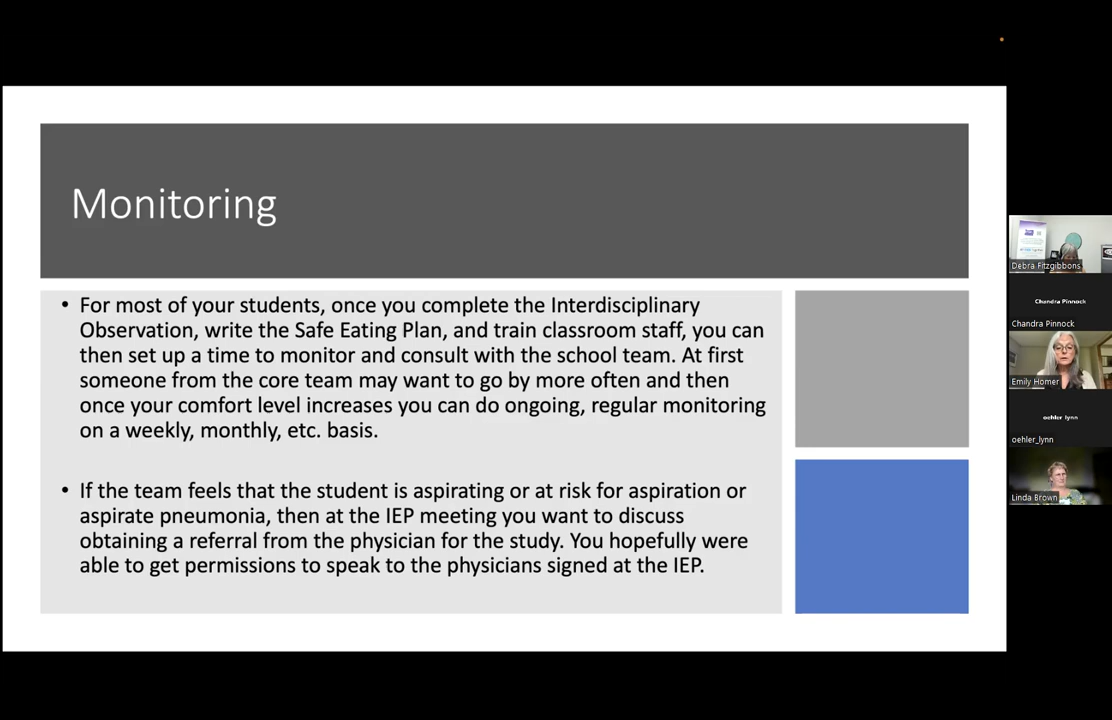 Monitoring
• For most of your students, once you complete the Interdisciplinary
Observation, write the Safe Eating Plan, and train classroom staff, you can
then set up a time to monitor and consult with the school team. At first
someone from the core team may want to go by more often and then
once your comfort level increases you can do ongoing, regular monitoring
on a weekly, monthly, etc. basis.
• If the team feels that the student is aspirating or at risk for aspiration or
aspirate pneumonia, then at the IEP meeting you want to discuss
obtaining a referral from the physician for the study. You hopefully were
able to get permissions to speak to the physicians signed at the IEP.
Debra Fitzgibbons
Chandra Pinnock
Chandra Pinnock
Emily Homer
oehler lynn
oehler_lynn
Linda Brown